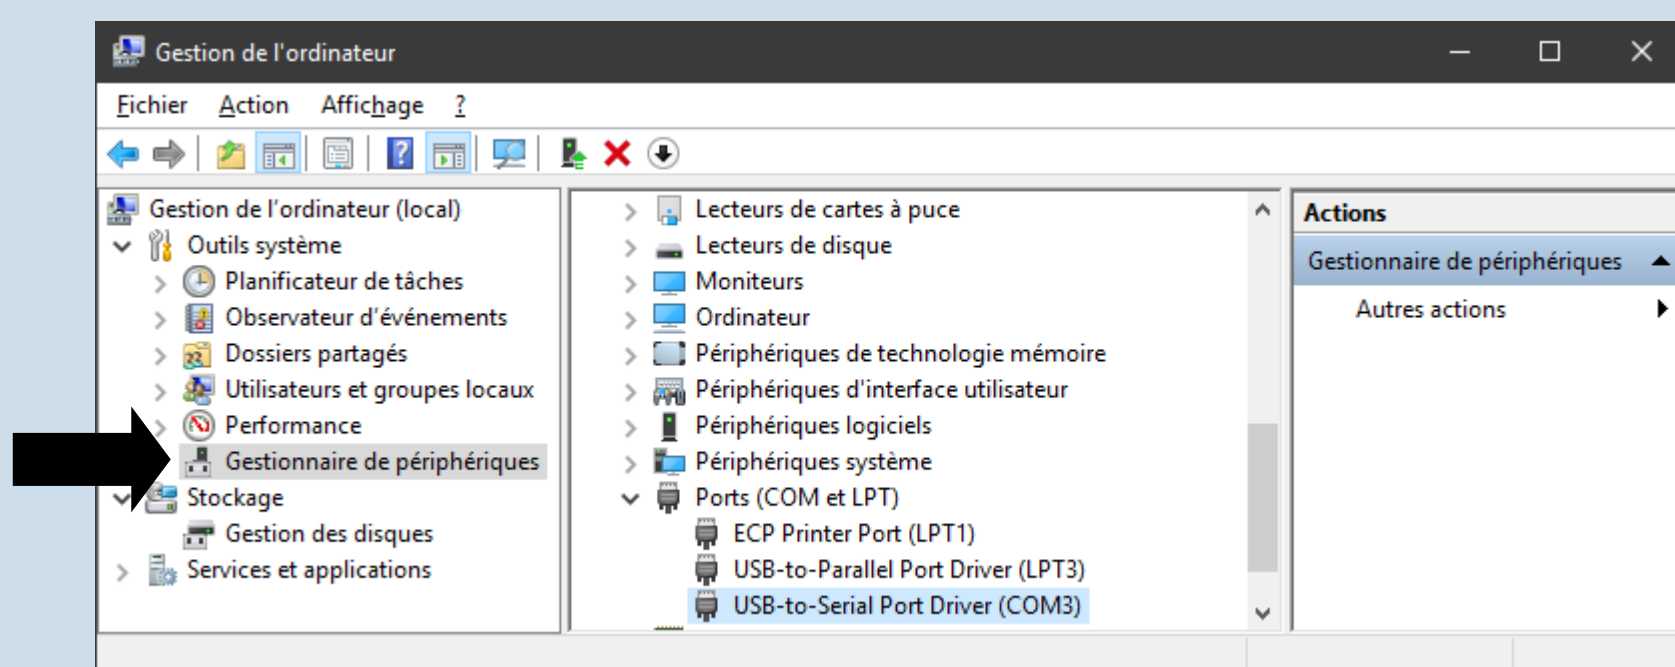 Gestion de l'ordinateur
Fichier Action Affichage ?
Gestion de l'ordinateur (local)
Outils système
Planificateur de tâches
Observateur d'événements
Dossiers partagés
Utilisateurs et groupes locaux
Performance
Gestionnaire de périphériques
Stockage
Gestion des disques
Services et applications
Lecteurs de cartes à puce
Lecteurs de disque
Moniteurs
Ordinateur
Périphériques de technologie mémoire
Périphériques d'interface utilisateur
Périphériques logiciels
Périphériques système
Ports (COM et LPT)
ECP Printer Port (LPT1)
USB-to-Parallel Port Driver (LPT3)
USB-to-Serial Port Driver (COM3)
Actions
Gestionnaire de périphériques
Autres actions